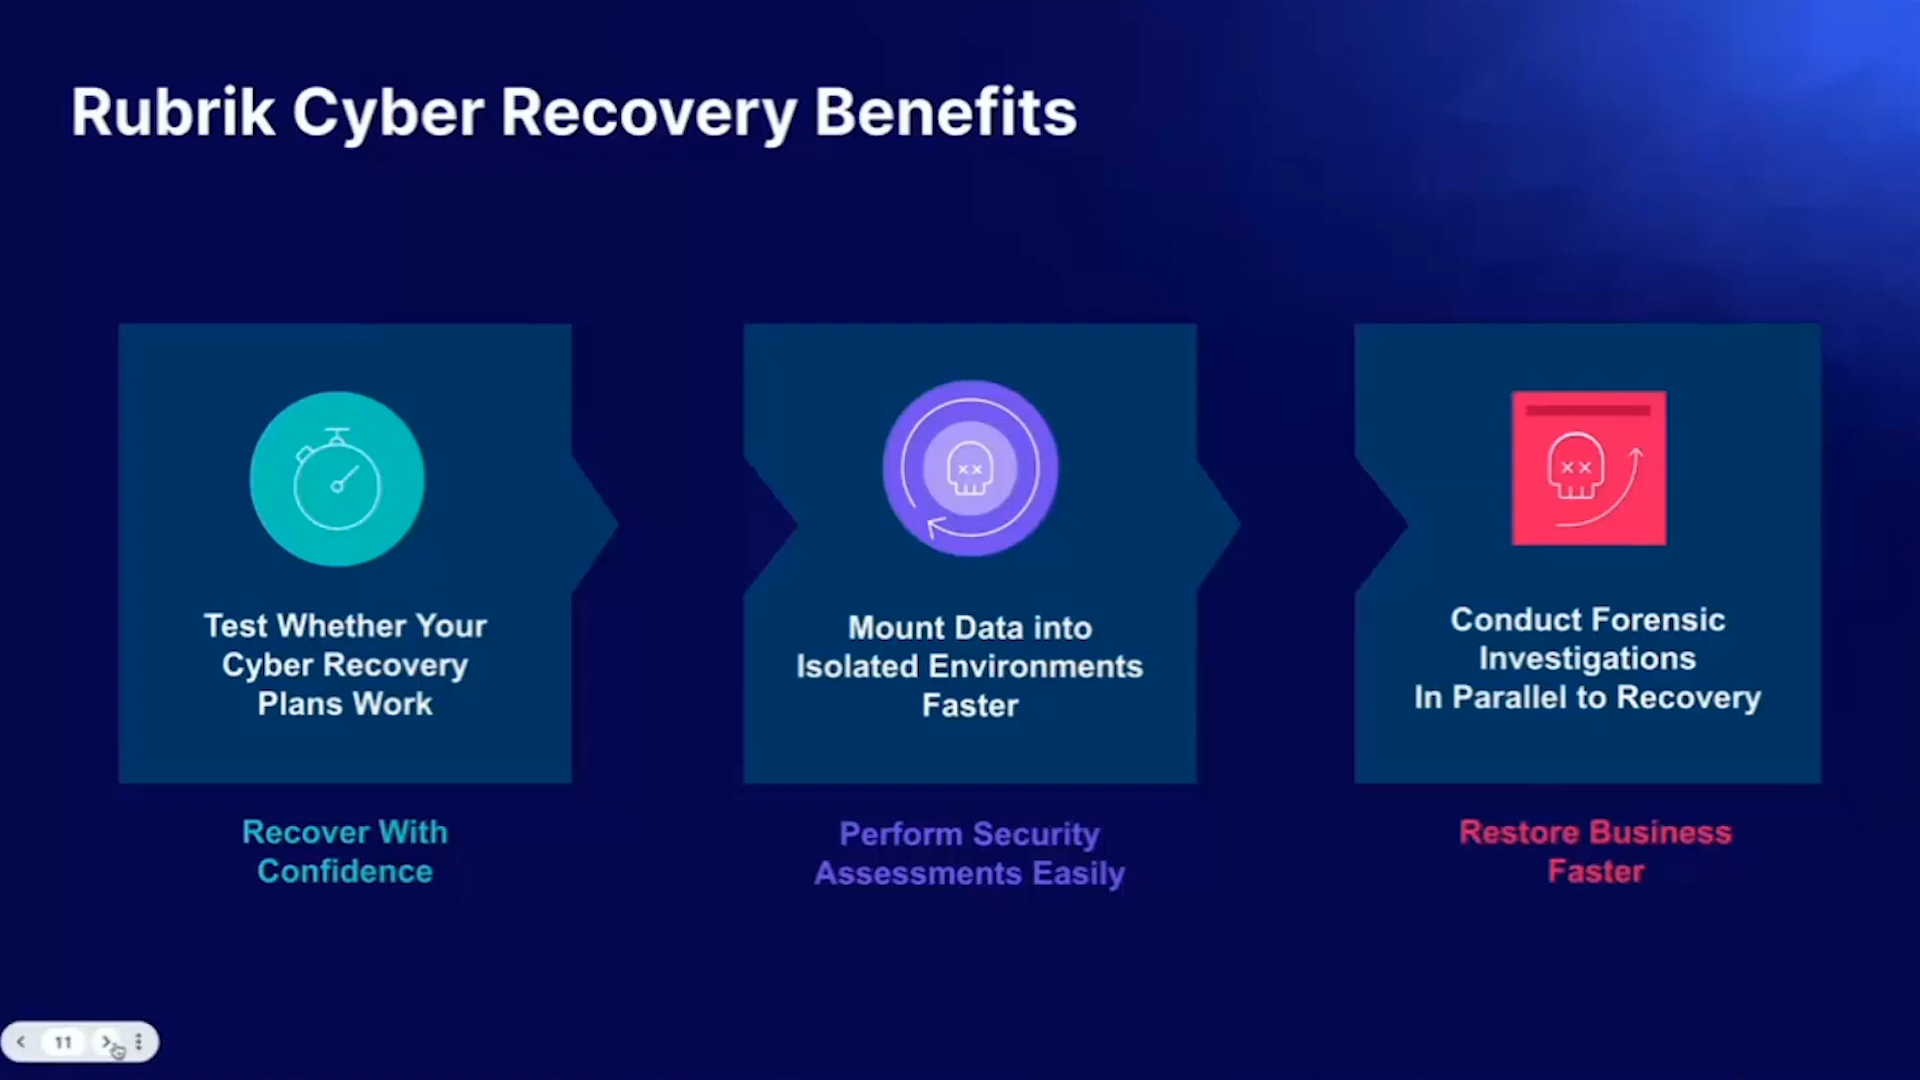 Rubrik Cyber Recovery Benefits
Test Whether Your
Cyber Recovery
Plans Work
Recover With
Confidence
Mount Data into
Isolated Environments
Faster
Perform Security
Assessments Easily
Conduct Forensic
Investigations
In Parallel to Recovery
Restore Business
Faster
11